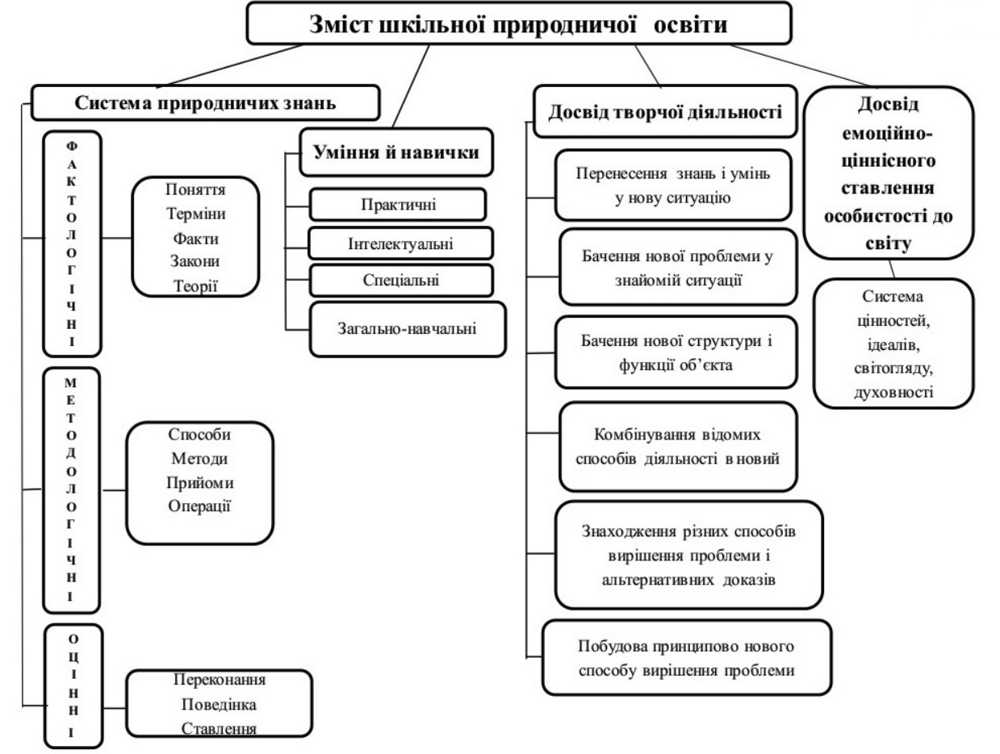 Зміст шкільної природничої освіти
Система природничих знань
ФАКТОЛОГІЧНІ
Поняття
Терміни
Факти
Закони
Теорії
МЕТОДОЛОГІЧНІ
Способи
Методи
Прийоми
Операції
ОЦІННІ
Переконання
Поведінка
Ставлення
Уміння й навички
Практичні
Інтелектуальні
Спеціальні
Загально-навчальні
Досвід творчої діяльності
Перенесення знань і умінь
у нову ситуацію
Бачення нової проблеми у
знайомій ситуації
Бачення нової структури і
функції об’єкта
Комбінування відомих
способів діяльності в новий
Знаходження різних способів
вирішення проблеми і
альтернативних доказів
Побудова принципово нового
способу вирішення проблеми
Досвід
емоційно-
ціннісного
ставлення
особистості до
світу
Система
цінностей,
ідеалів,
світогляду,
духовності